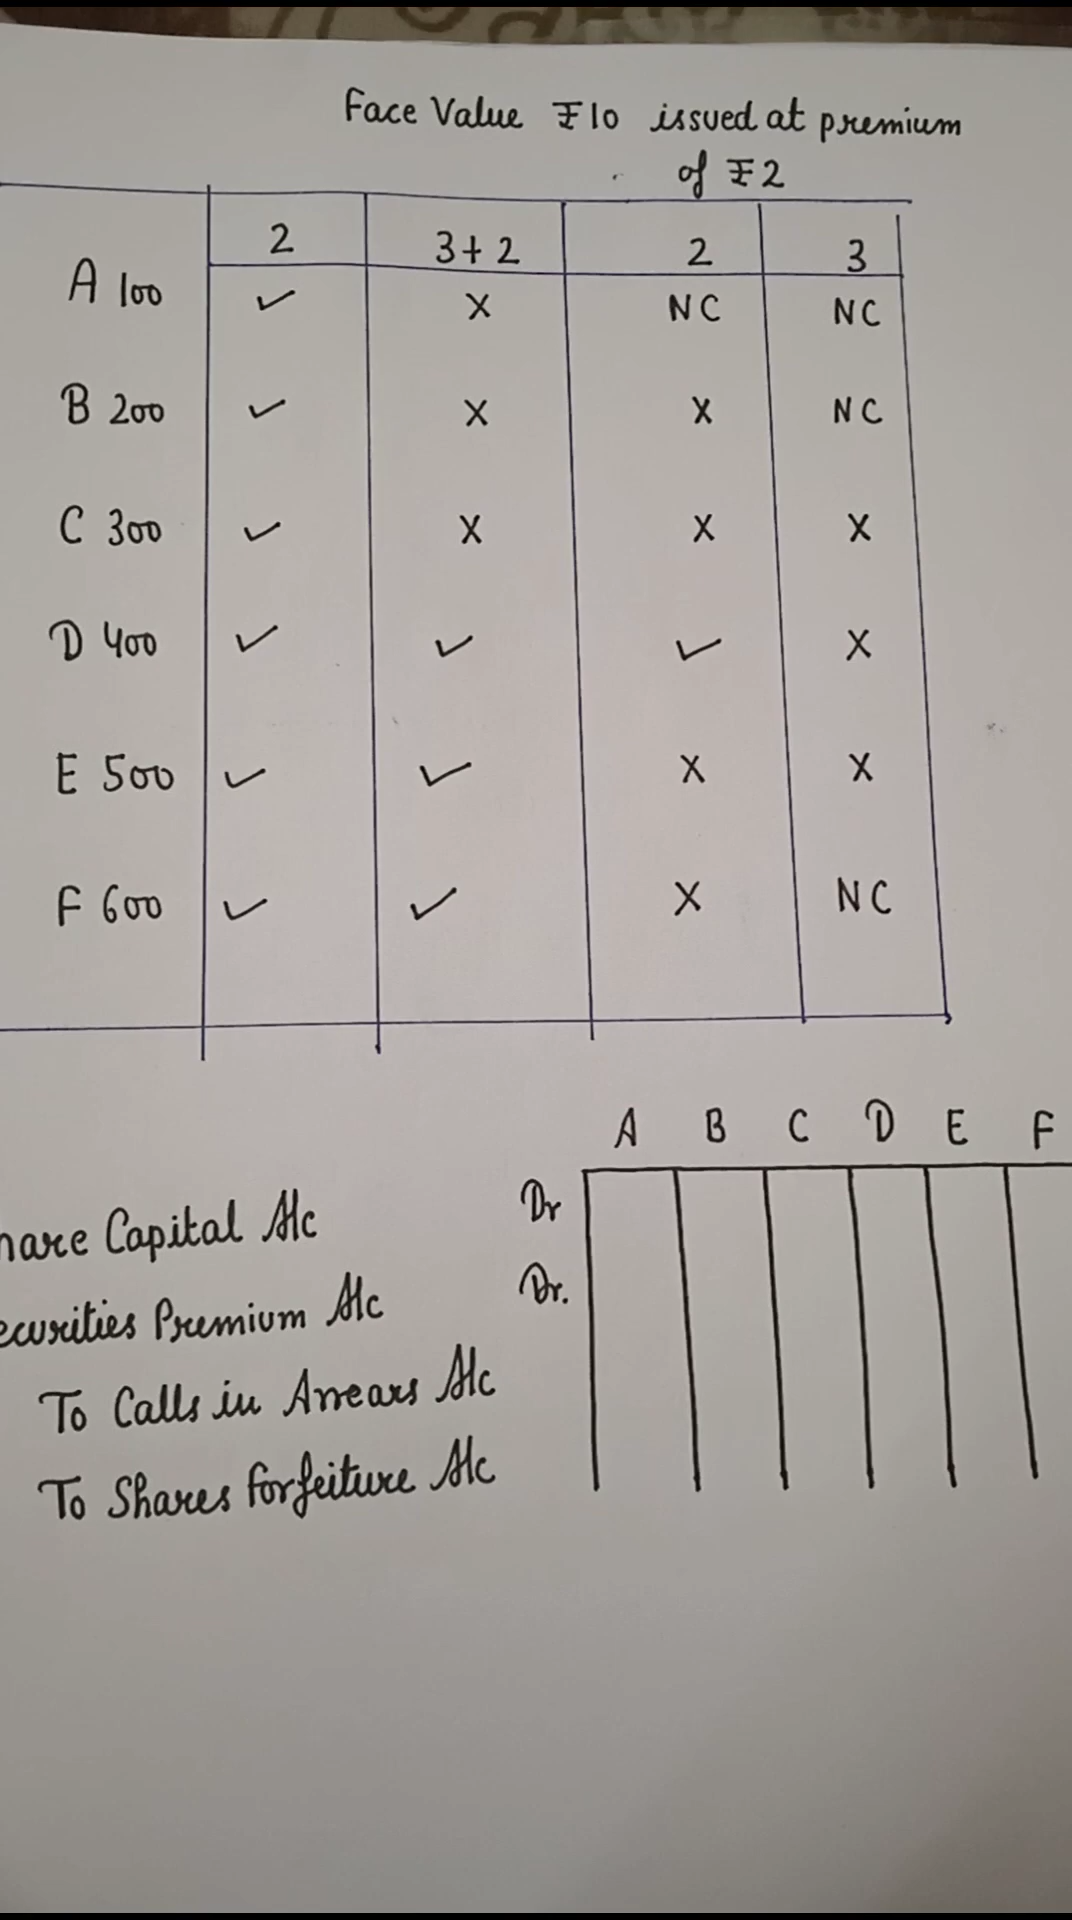 Face Value ₹10 issued at premium
of ₹2
2 3+2 2 3
A 100 ✓ X NC NC
B 200 ✓ X X NC
C 300 ✓ X X X
D 400 ✓ ✓ ✓ X
E 500 ✓ ✓ X X
F 600 ✓ ✓ X NC
A B C D E F
hare Capital A/c Dr
ecurities Premium A/c Dr.
To Calls in Arrears A/c
To Shares Forfeiture A/c